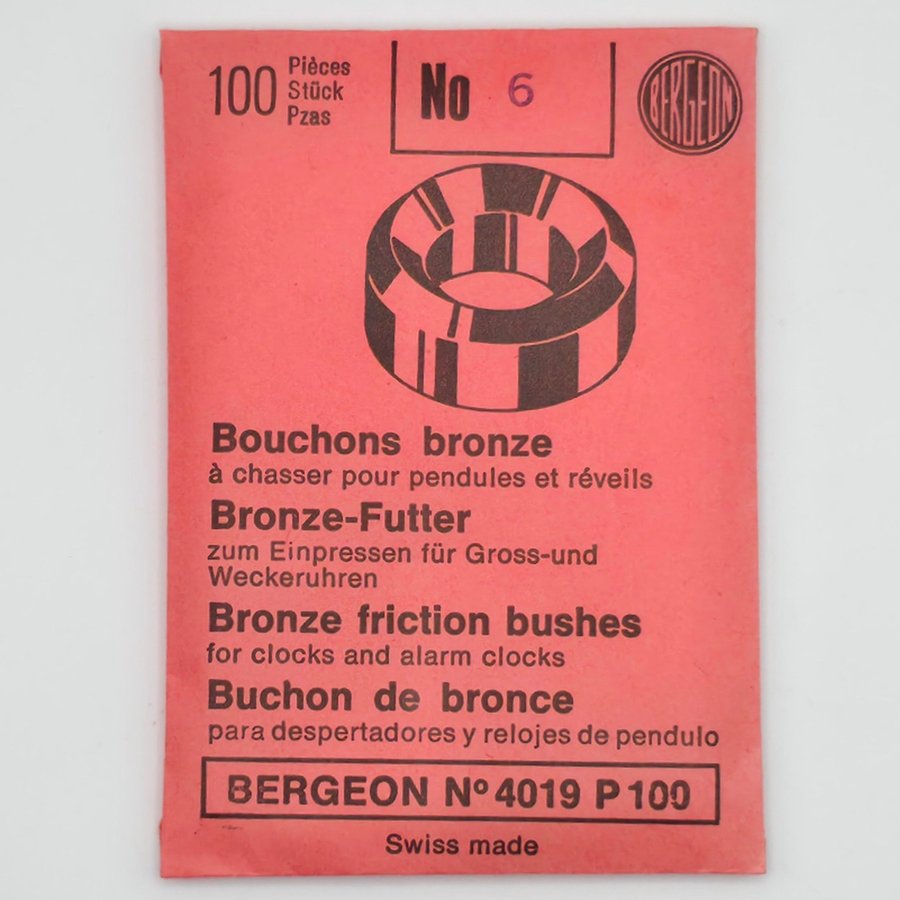 100 Pièces
Stück
Pzas
No 6
BERGEON
Bouchons bronze
à chasser pour pendules et réveils
Bronze-Futter
zum Einpressen für Gross-und
Weckeruhren
Bronze friction bushes
for clocks and alarm clocks
Buchon de bronce
para despertadores y relojes de pendulo
BERGEON Nº 4019 P 100
Swiss made